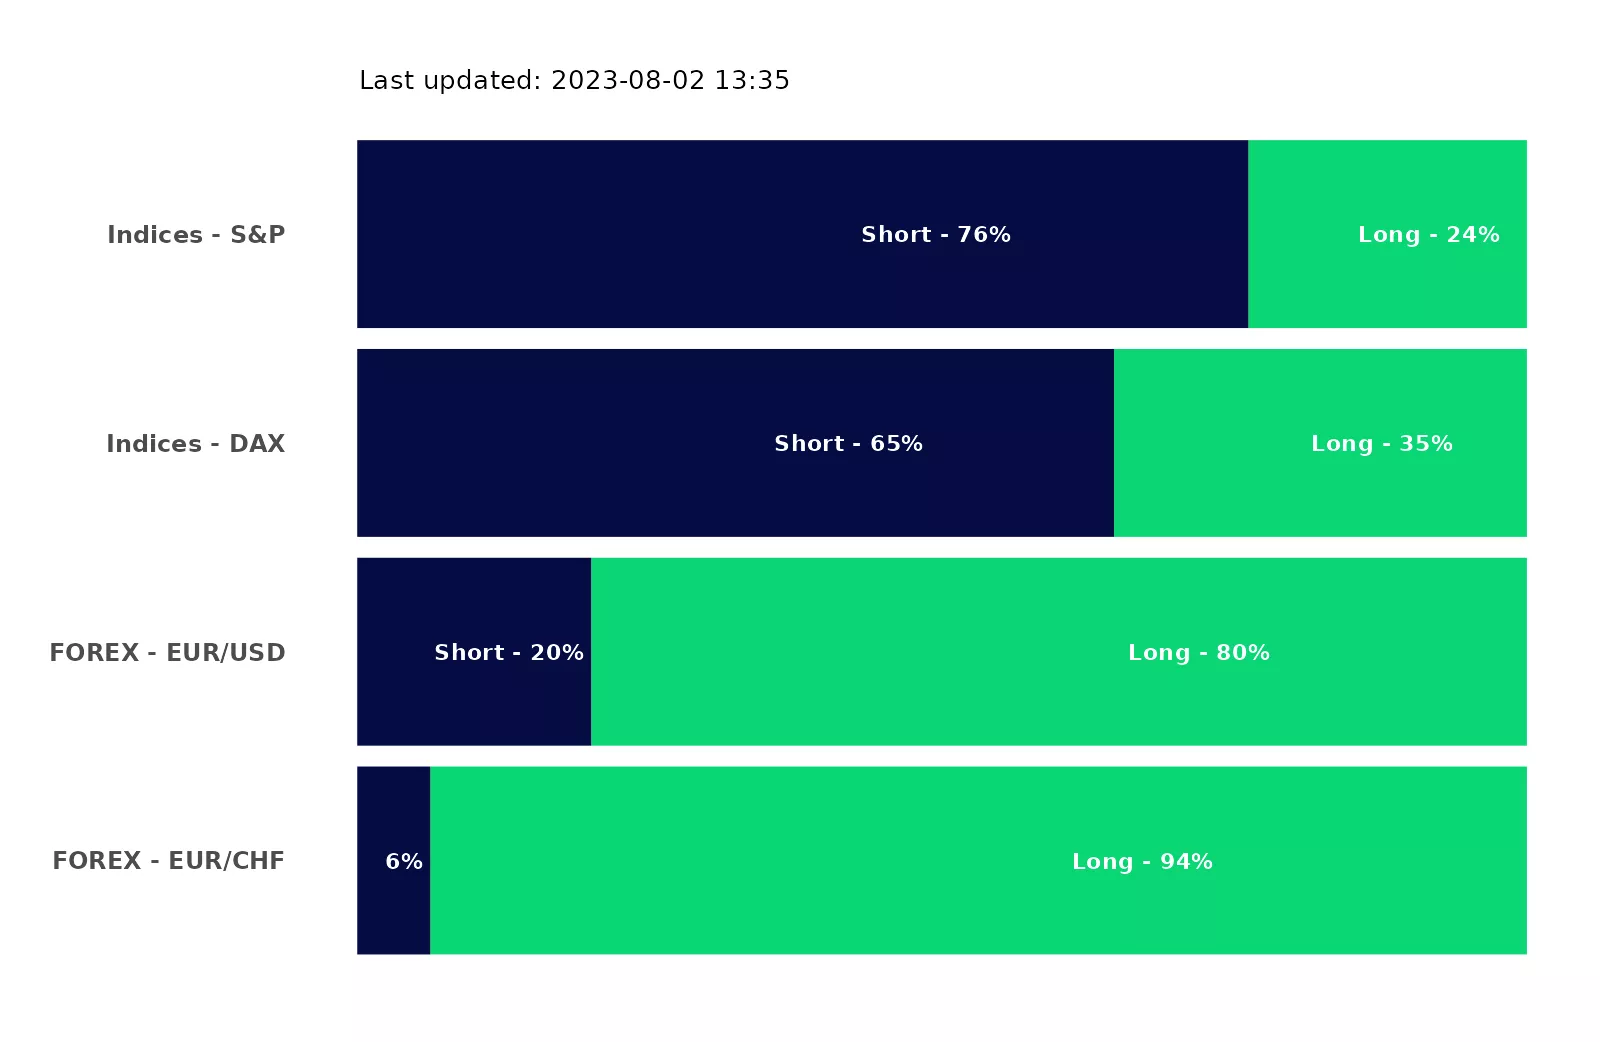 Last updated: 2023-08-02 13:35
Indices - S&P Short - 76% Long - 24%
Indices - DAX Short - 65% Long - 35%
FOREX - EUR/USD Short - 20% Long - 80%
FOREX - EUR/CHF 6% Long - 94%